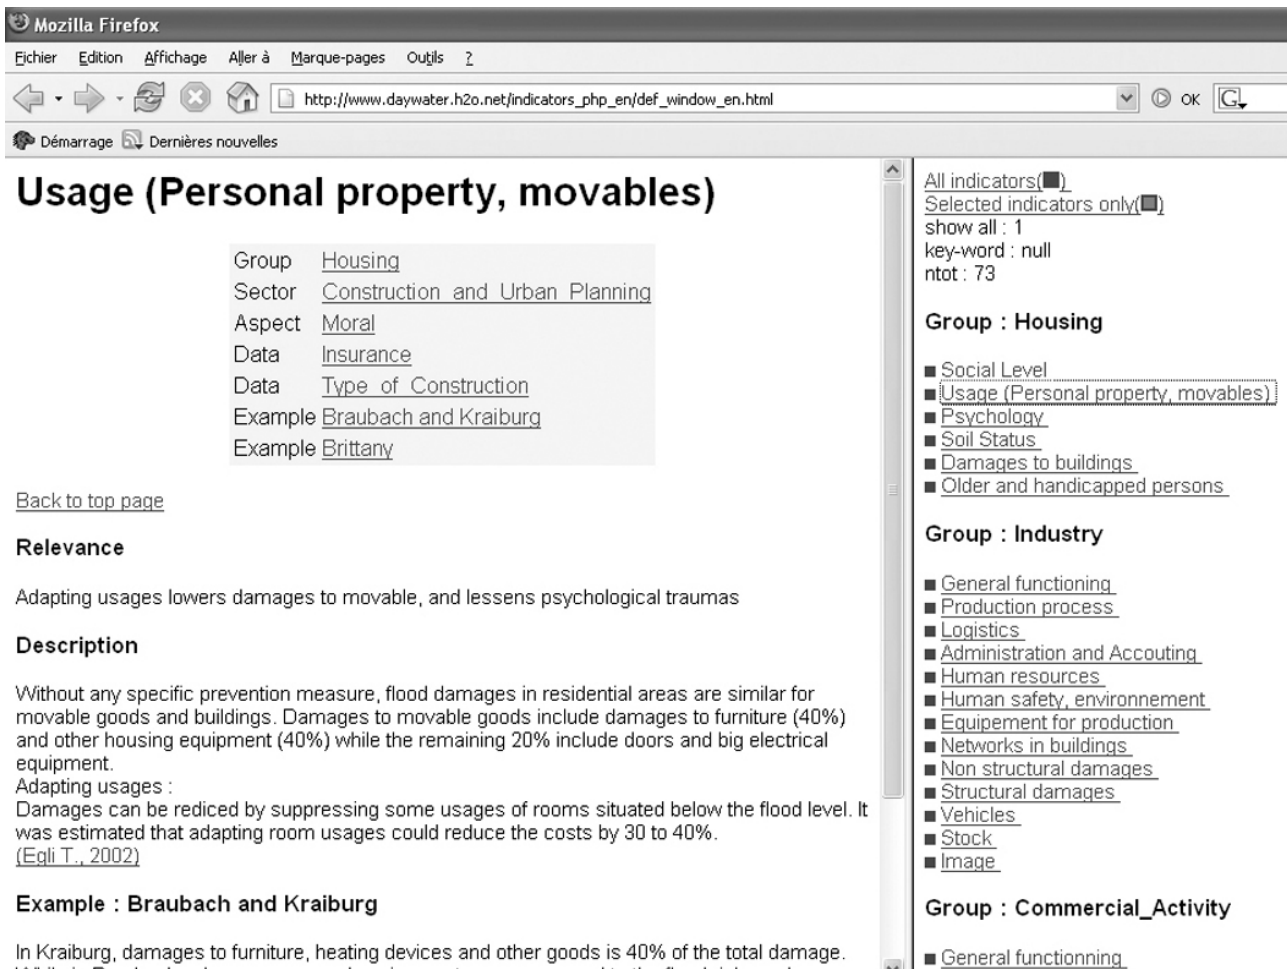 Mozilla Firefox
Fichier Edition Affichage Aller à Marque-pages Outils ?
http://www.daywater.h2o.net/indicators_php_en/def_window_en.html OK G
Démarrage Dernières nouvelles
Usage (Personal property, movables)
Group Housing
Sector Construction and Urban Planning
Aspect Moral
Data Insurance
Data Type of Construction
Example Braubach and Kraiburg
Example Brittany
Back to top page
Relevance
Adapting usages lowers damages to movable, and lessens psychological traumas
Description
Without any specific prevention measure, flood damages in residential areas are similar for
movable goods and buildings. Damages to movable goods include damages to furniture (40%)
and other housing equipment (40%) while the remaining 20% include doors and big electrical
equipment.
Adapting usages :
Damages can be rediced by suppressing some usages of rooms situated below the flood level. It
was estimated that adapting room usages could reduce the costs by 30 to 40%.
(Egli T., 2002)
Example : Braubach and Kraiburg
In Kraiburg, damages to furniture, heating devices and other goods is 40% of the total damage.
All indicators( )
Selected indicators only( )
show all : 1
key-word : null
ntot : 73
Group : Housing
Social Level
Usage (Personal property, movables)
Psychology
Soil Status
Damages to buildings
Older and handicapped persons
Group : Industry
General functioning
Production process
Logistics
Administration and Accouting
Human resources
Human safety, environnement
Equipement for production
Networks in buildings
Non structural damages
Structural damages
Vehicles
Stock
Image
Group : Commercial_Activity
General functionning